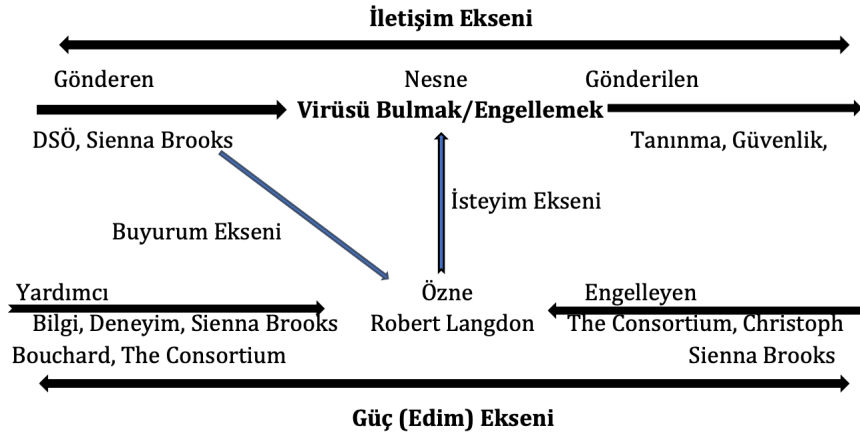 İletişim Ekseni
Gönderen Nesne Gönderilen
Virüsü Bulmak/Engellemek
DSÖ, Sienna Brooks Tanınma, Güvenlik,
İsteyim Ekseni
Buyurum Ekseni
Yardımcı Özne Engelleyen
Bilgi, Deneyim, Sienna Brooks Robert Langdon The Consortium, Christoph
Bouchard, The Consortium Sienna Brooks
Güç (Edim) Ekseni